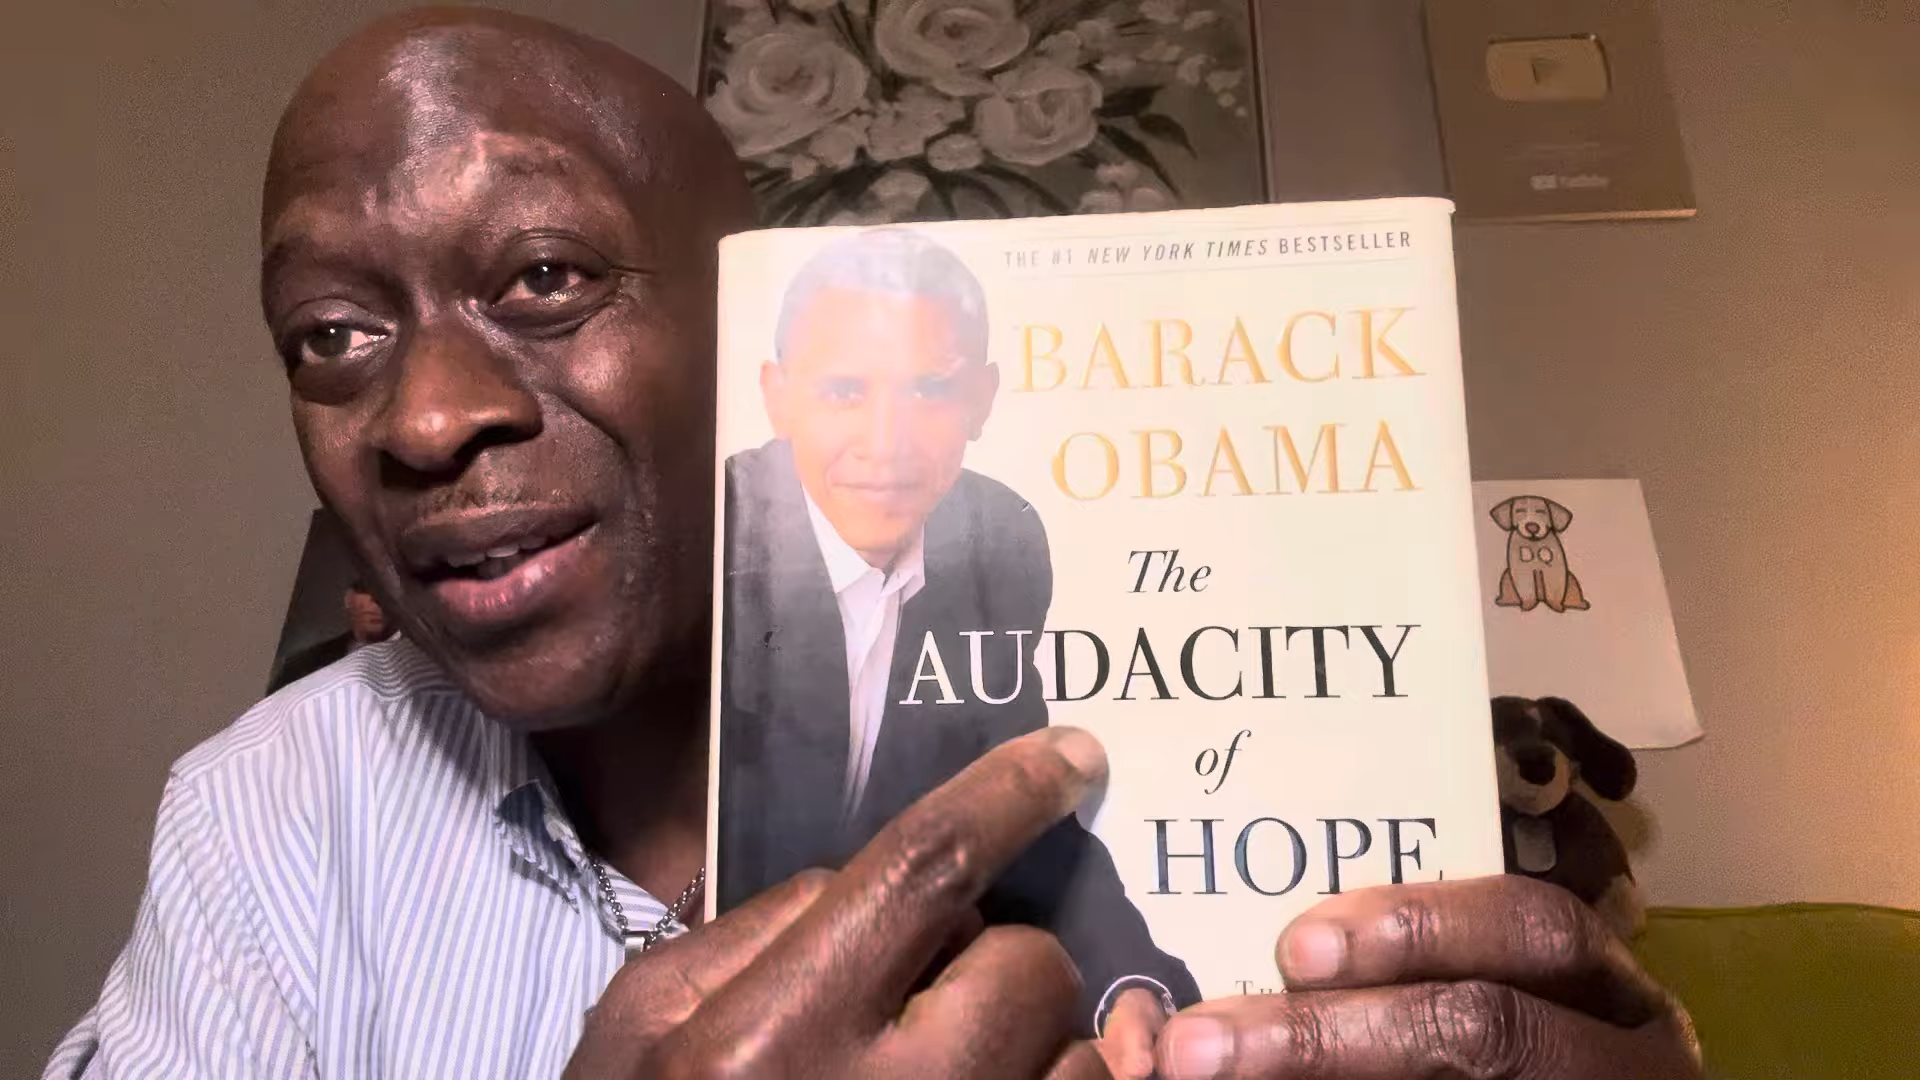 THE #1 NEW YORK TIMES BESTSELLER
BARACK
OBAMA
The
AUDACITY
of
HOPE
DQ